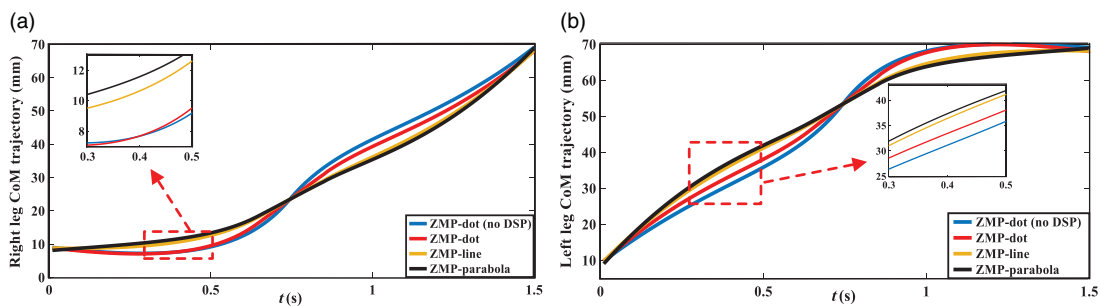 (a)
Right leg CoM trajectory (mm)
70
60
50
40
30
20
10
0
12
10
8
0.3
0.4
0.5
ZMP-dot (no DSP)
ZMP-dot
ZMP-line
ZMP-parabola
0
0.5
1
1.5
t (s)
(b)
Left leg CoM trajectory (mm)
70
60
50
40
30
20
10
0
40
35
30
25
0.3
0.4
0.5
ZMP-dot (no DSP)
ZMP-dot
ZMP-line
ZMP-parabola
0
0.5
1
1.5
t (s)